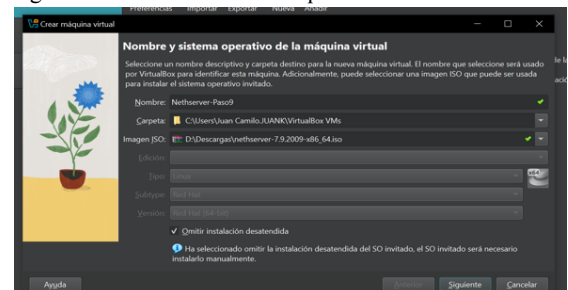 Preferencias Importar Exportar Nueva Añadir
Crear máquina virtual
Nombre y sistema operativo de la máquina virtual
Seleccione un nombre descriptivo y carpeta destino para la nueva máquina virtual. El nombre que seleccione será usado
por VirtualBox para identificar esta máquina. Adicionalmente, puede seleccionar una imagen ISO que puede ser usada
para instalar el sistema operativo invitado.
Nombre: Nethserver-Paso9
Carpeta: C:\Users\Juan Camilo.JUANK\VirtualBox VMs
Imagen ISO: D:\Descargas\nethserver-7.9.2009-x86_64.iso
Edición:
Tipo: Linux
x64
Subtype: Red Hat
Versión: Red Hat (64-bit)
Omitir instalación desatendida
Ha seleccionado omitir la instalación desatendida del SO invitado, el SO invitado será necesario
instalarlo manualmente.
Ayuda Anterior Siguiente Cancelar